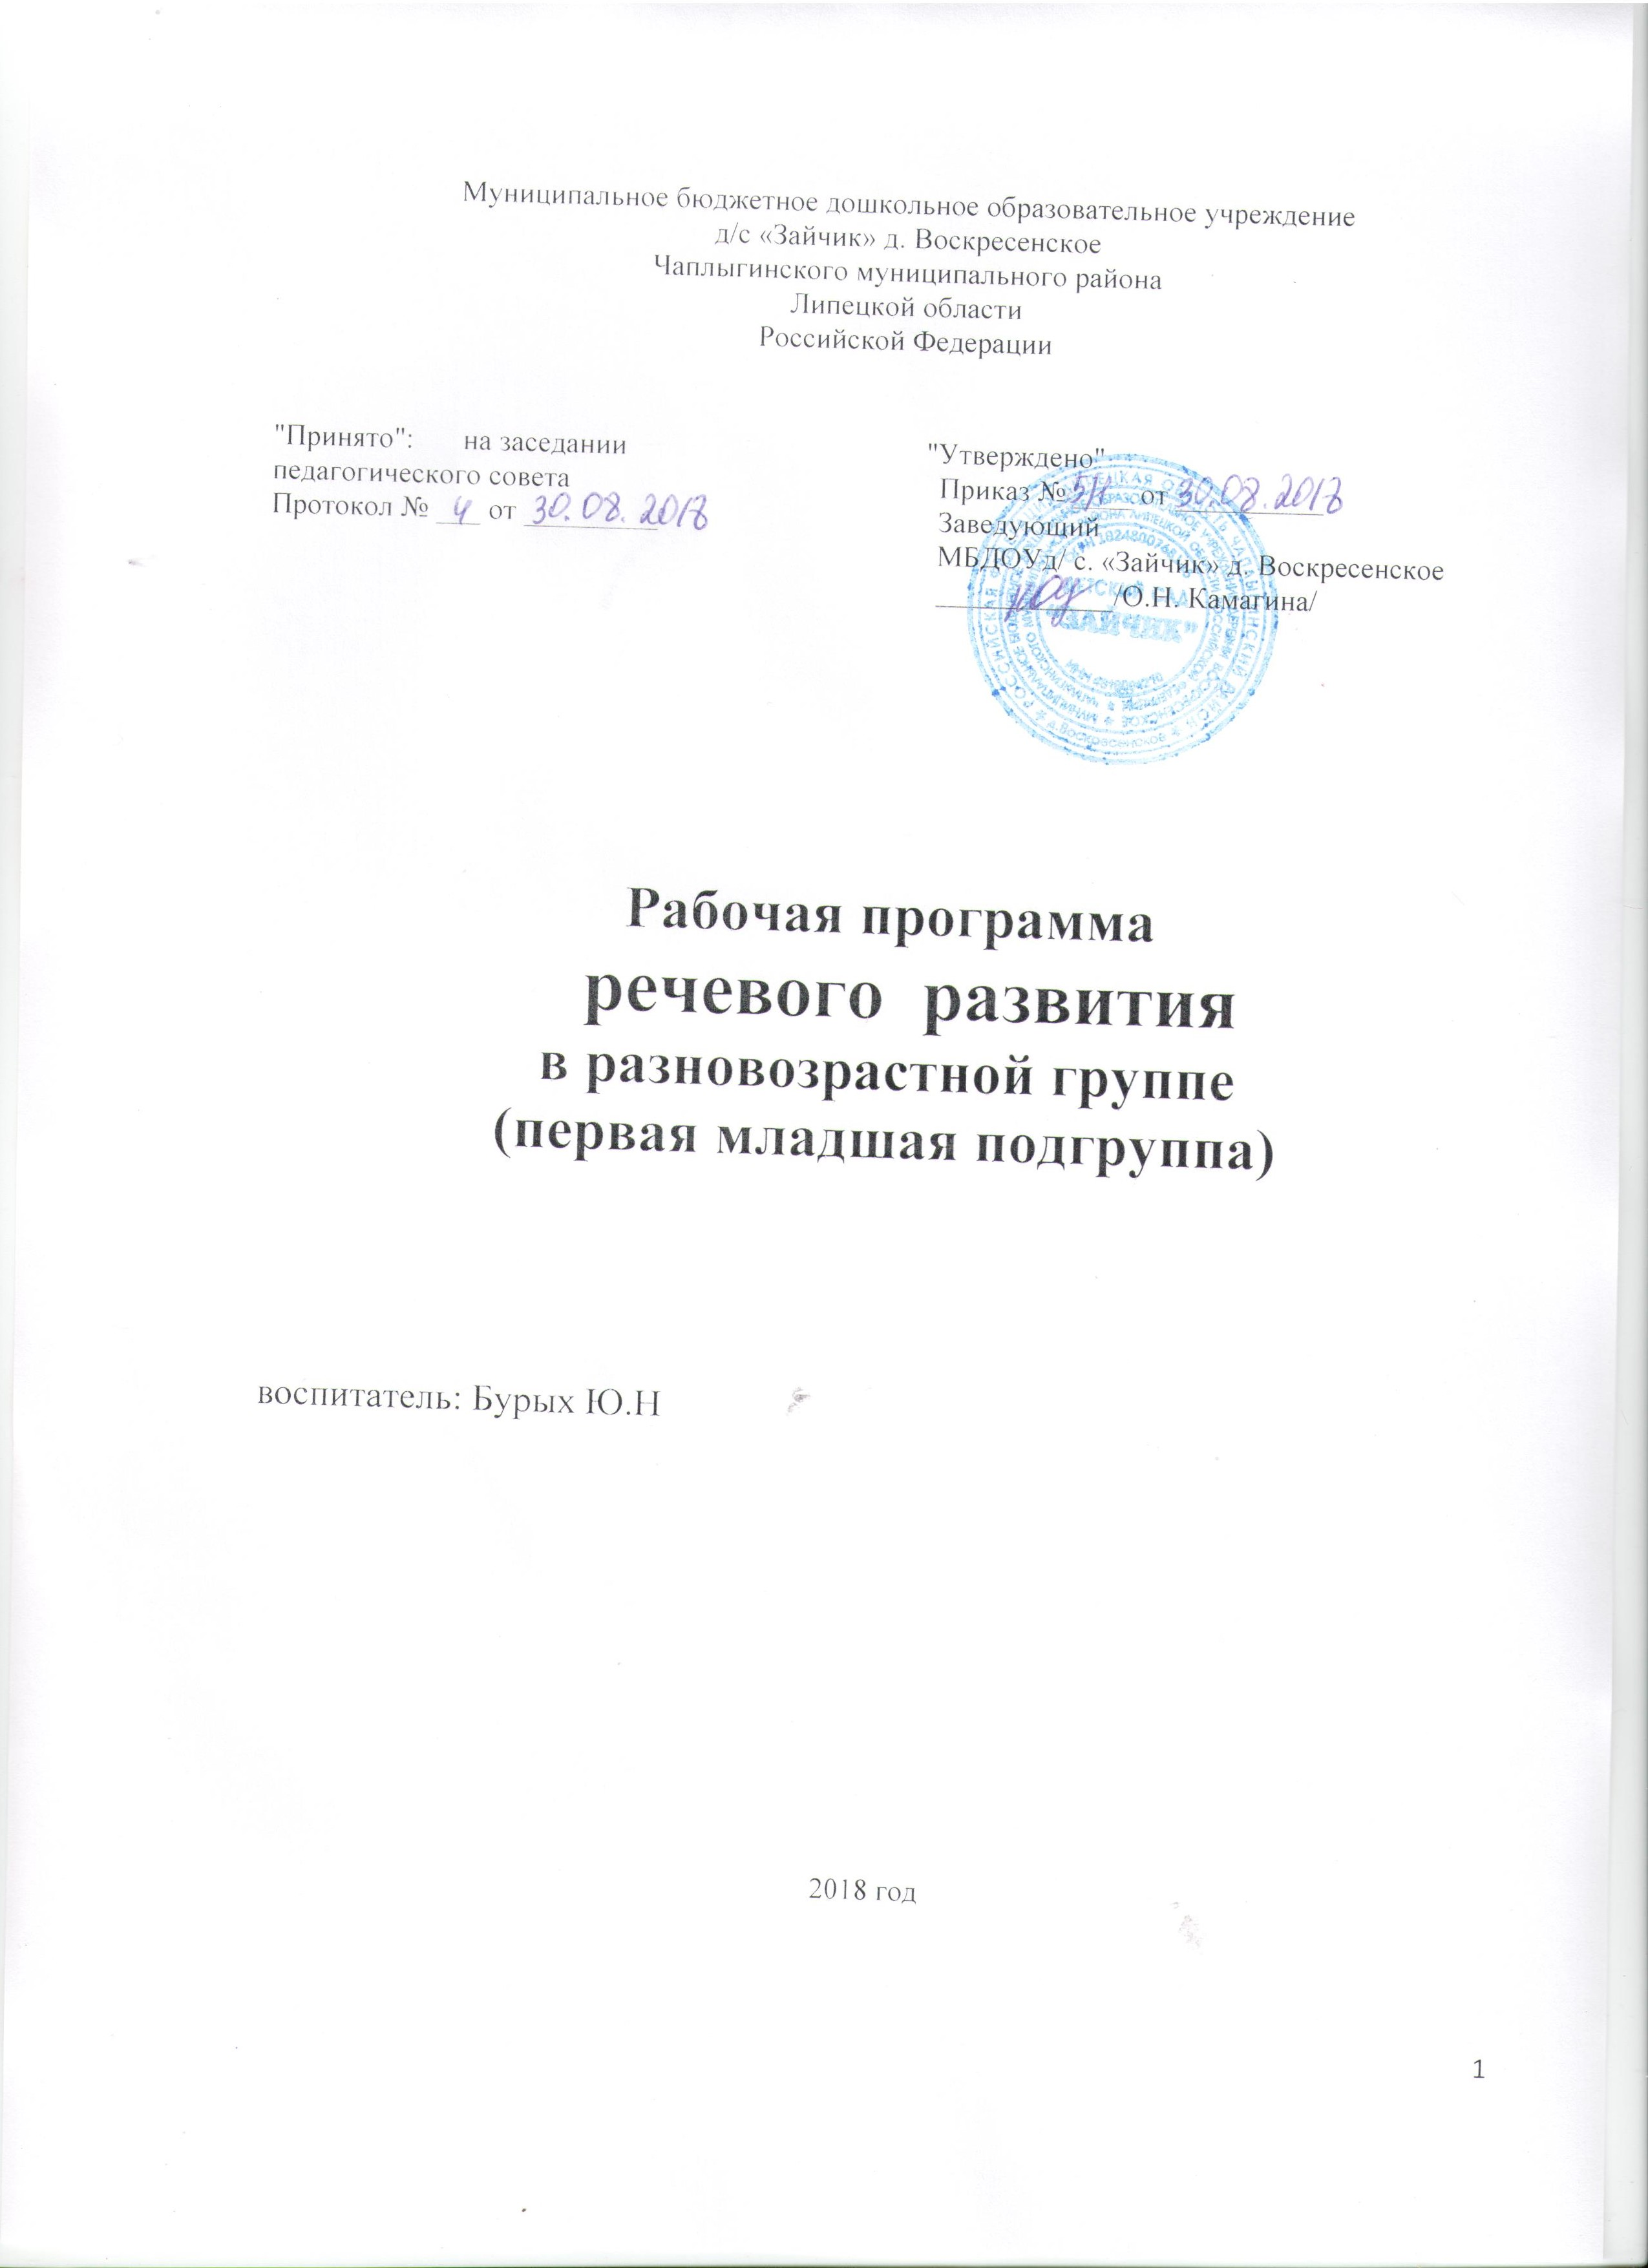 Муниципальное бюджетное дошкольное образовательное учреждение
д/с «Зайчик» д. Воскресенское
Чаплыгинского муниципального района
Липецкой области
Российской Федерации
"Принято": на заседании
педагогического совета
Протокол № 4 от 30.08.2018
"Утверждено"
Приказ № от 30.08.2018
Заведующий
МБДОУд/ с. «Зайчик» д. Воскресенское
/О.Н. Камагина/
"ЗАЙЧИК"
Рабочая программа
речевого развития
в разновозрастной группе
(первая младшая подгруппа)
воспитатель: Бурых Ю.Н
2018 год
1